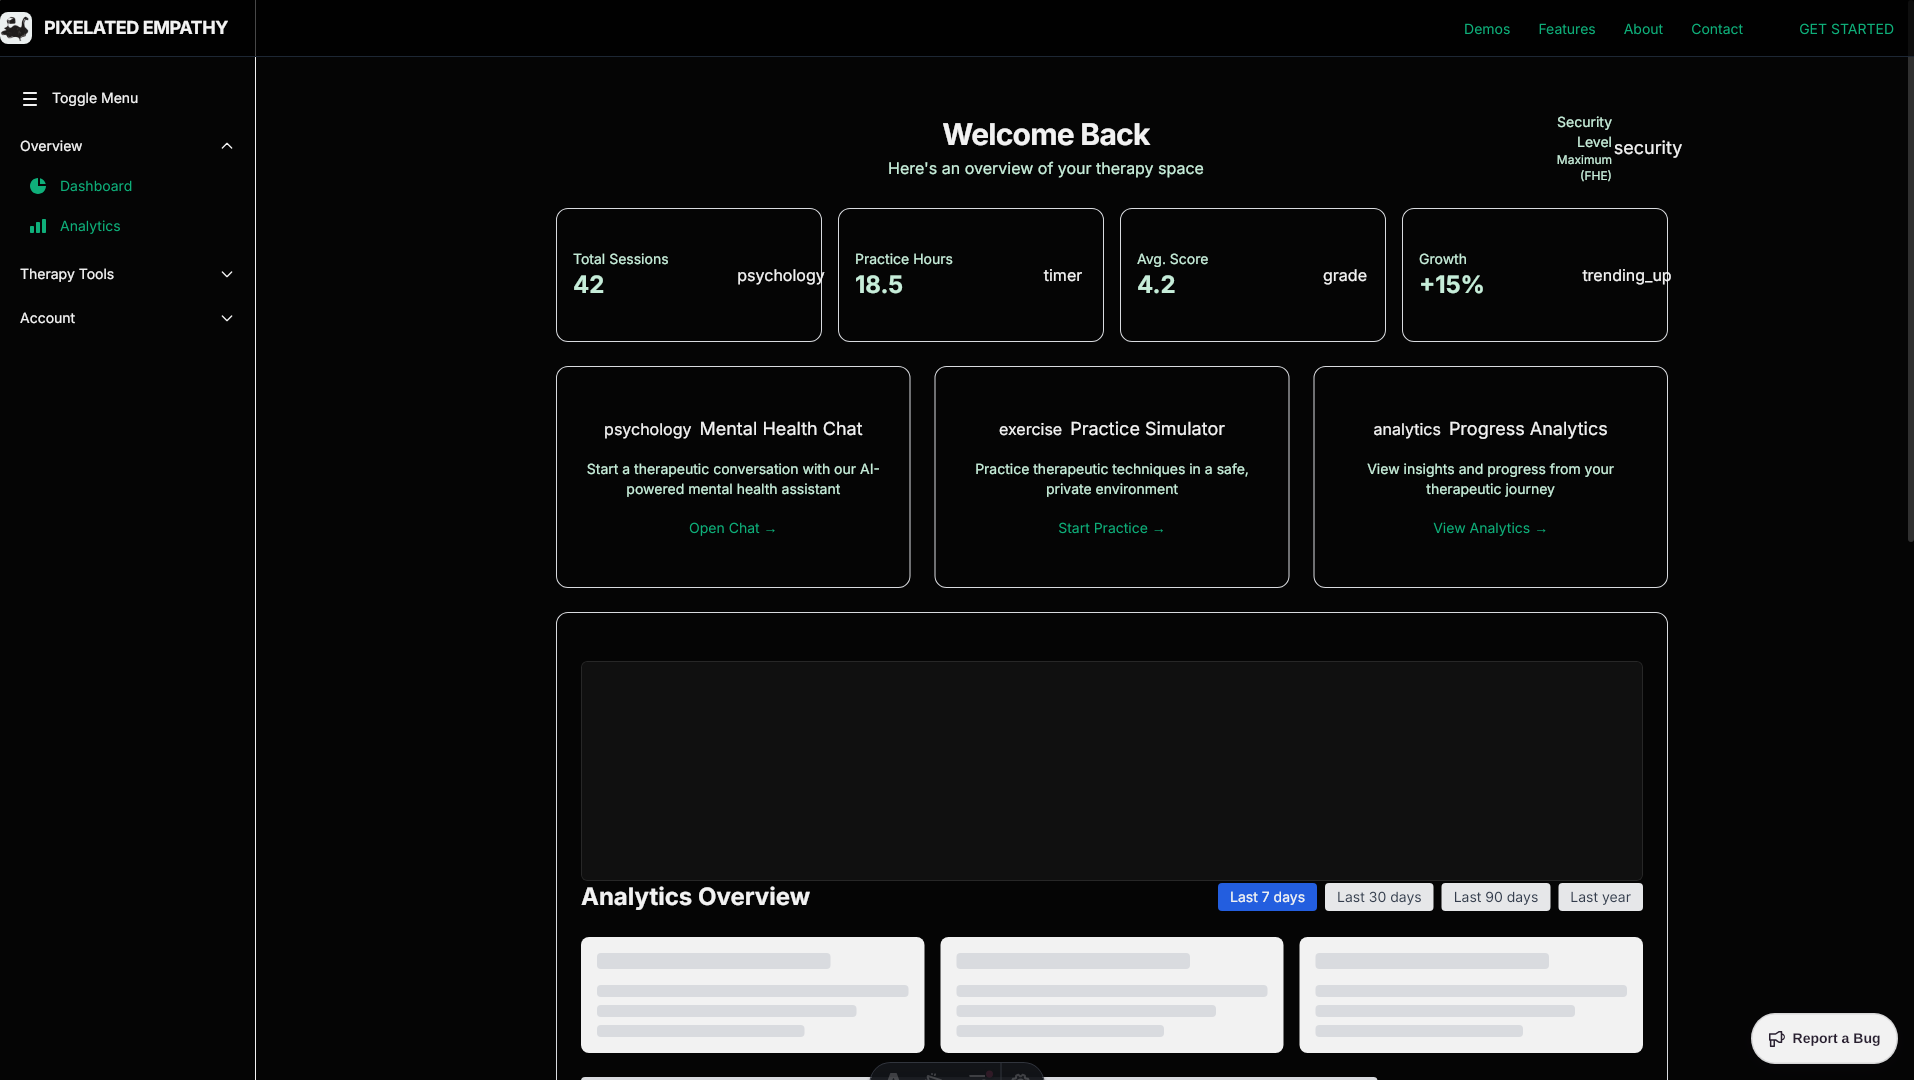 PIXELATED EMPATHY
Demos
Features
About
Contact
GET STARTED
Toggle Menu
Overview
Dashboard
Analytics
Therapy Tools
Account
Welcome Back
Here's an overview of your therapy space
Security
Level
Maximum
(FHE)
security
Total Sessions
42
psychology
Practice Hours
18.5
timer
Avg. Score
4.2
grade
Growth
+15%
trending_up
psychology Mental Health Chat
Start a therapeutic conversation with our AI-
powered mental health assistant
Open Chat →
exercise Practice Simulator
Practice therapeutic techniques in a safe,
private environment
Start Practice →
analytics Progress Analytics
View insights and progress from your
therapeutic journey
View Analytics →
Analytics Overview
Last 7 days
Last 30 days
Last 90 days
Last year
Report a Bug